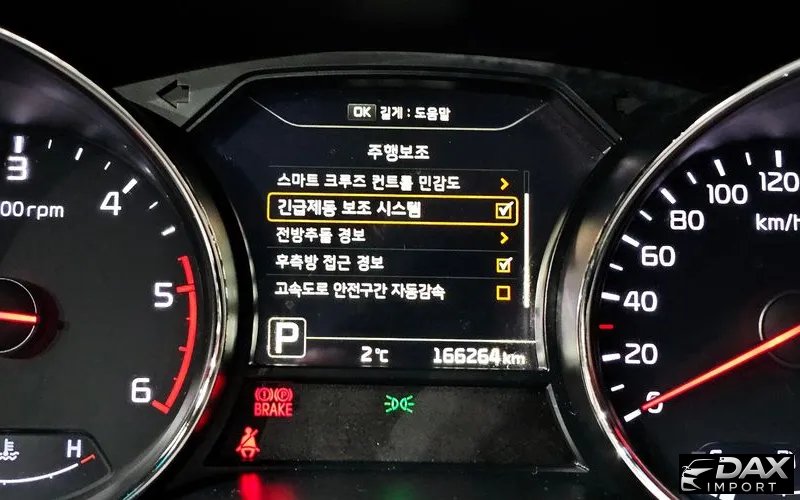 OK 길게 : 도움말
주행보조
스마트 크루즈 컨트롤 민감도
긴급제동 보조 시스템
전방추돌 경보
후측방 접근 경보
고속도로 안전구간 자동감속
P
2℃ 166264km
BRAKE
3
4
5
6
00rpm
H
0
20
40
60
80
100
120
km/h
DAX
IMPORT